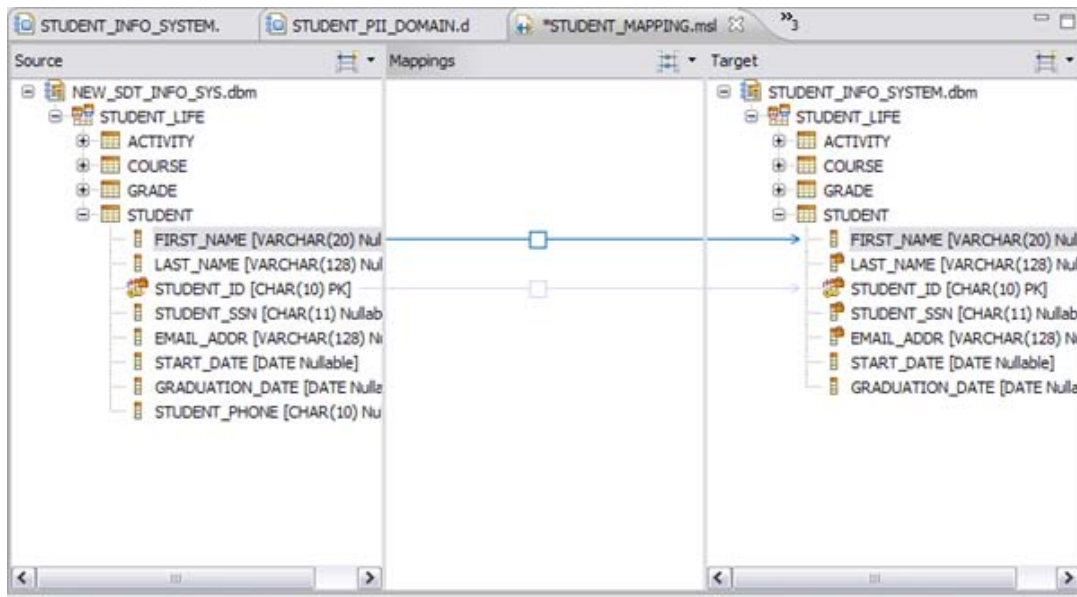 STUDENT_INFO_SYSTEM. STUDENT_PII_DOMAIN.d *STUDENT_MAPPING.msl »3
Source Mappings Target
NEW_SDT_INFO_SYS.dbm
STUDENT_LIFE
ACTIVITY
COURSE
GRADE
STUDENT
FIRST_NAME [VARCHAR(20) Nul
LAST_NAME [VARCHAR(128) Nul
STUDENT_ID [CHAR(10) PK]
STUDENT_SSN [CHAR(11) Nullab
EMAIL_ADDR [VARCHAR(128) Nu
START_DATE [DATE Nullable]
GRADUATION_DATE [DATE Nulla
STUDENT_PHONE [CHAR(10) Nu
STUDENT_INFO_SYSTEM.dbm
STUDENT_LIFE
ACTIVITY
COURSE
GRADE
STUDENT
FIRST_NAME [VARCHAR(20) Nul
LAST_NAME [VARCHAR(128) Nul
STUDENT_ID [CHAR(10) PK]
STUDENT_SSN [CHAR(11) Nullab
EMAIL_ADDR [VARCHAR(128) Nu
START_DATE [DATE Nullable]
GRADUATION_DATE [DATE Nulla